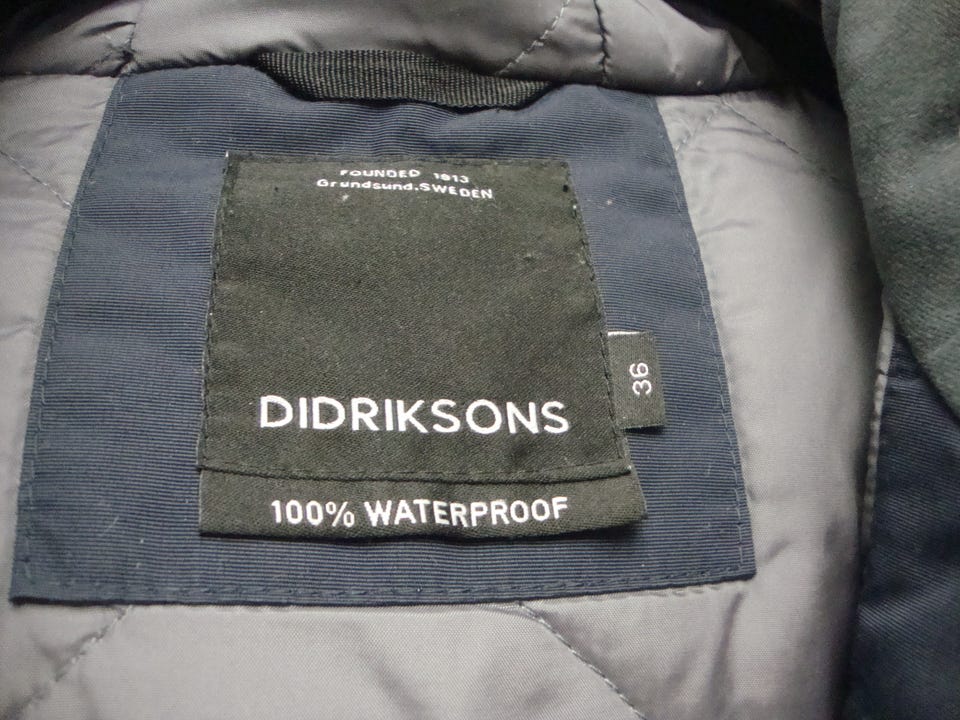 FOUNDED 1913
Grundsund.SWEDEN
DIDRIKSONS
36
100% WATERPROOF